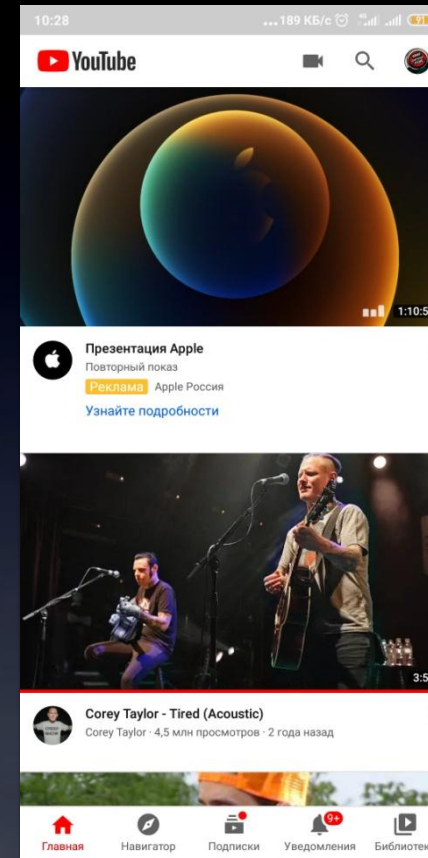 10:28
...189 КБ/с 4G 91
YouTube
1:10:5
Презентация Apple
Повторный показ
Реклама Apple Россия
Узнайте подробности
3:5
Corey Taylor - Tired (Acoustic)
Corey Taylor · 4,5 млн просмотров · 2 года назад
9+
Главная Навигатор Подписки Уведомления Библиотек